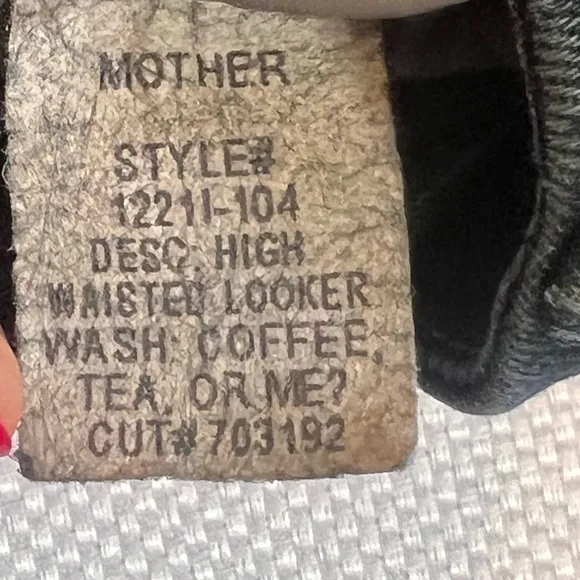 MOTHER
STYLE#
1221I-104
DESC: HIGH
WAISTED LOOKER
WASH: COFFEE,
TEA, OR ME?
CUT# 703192